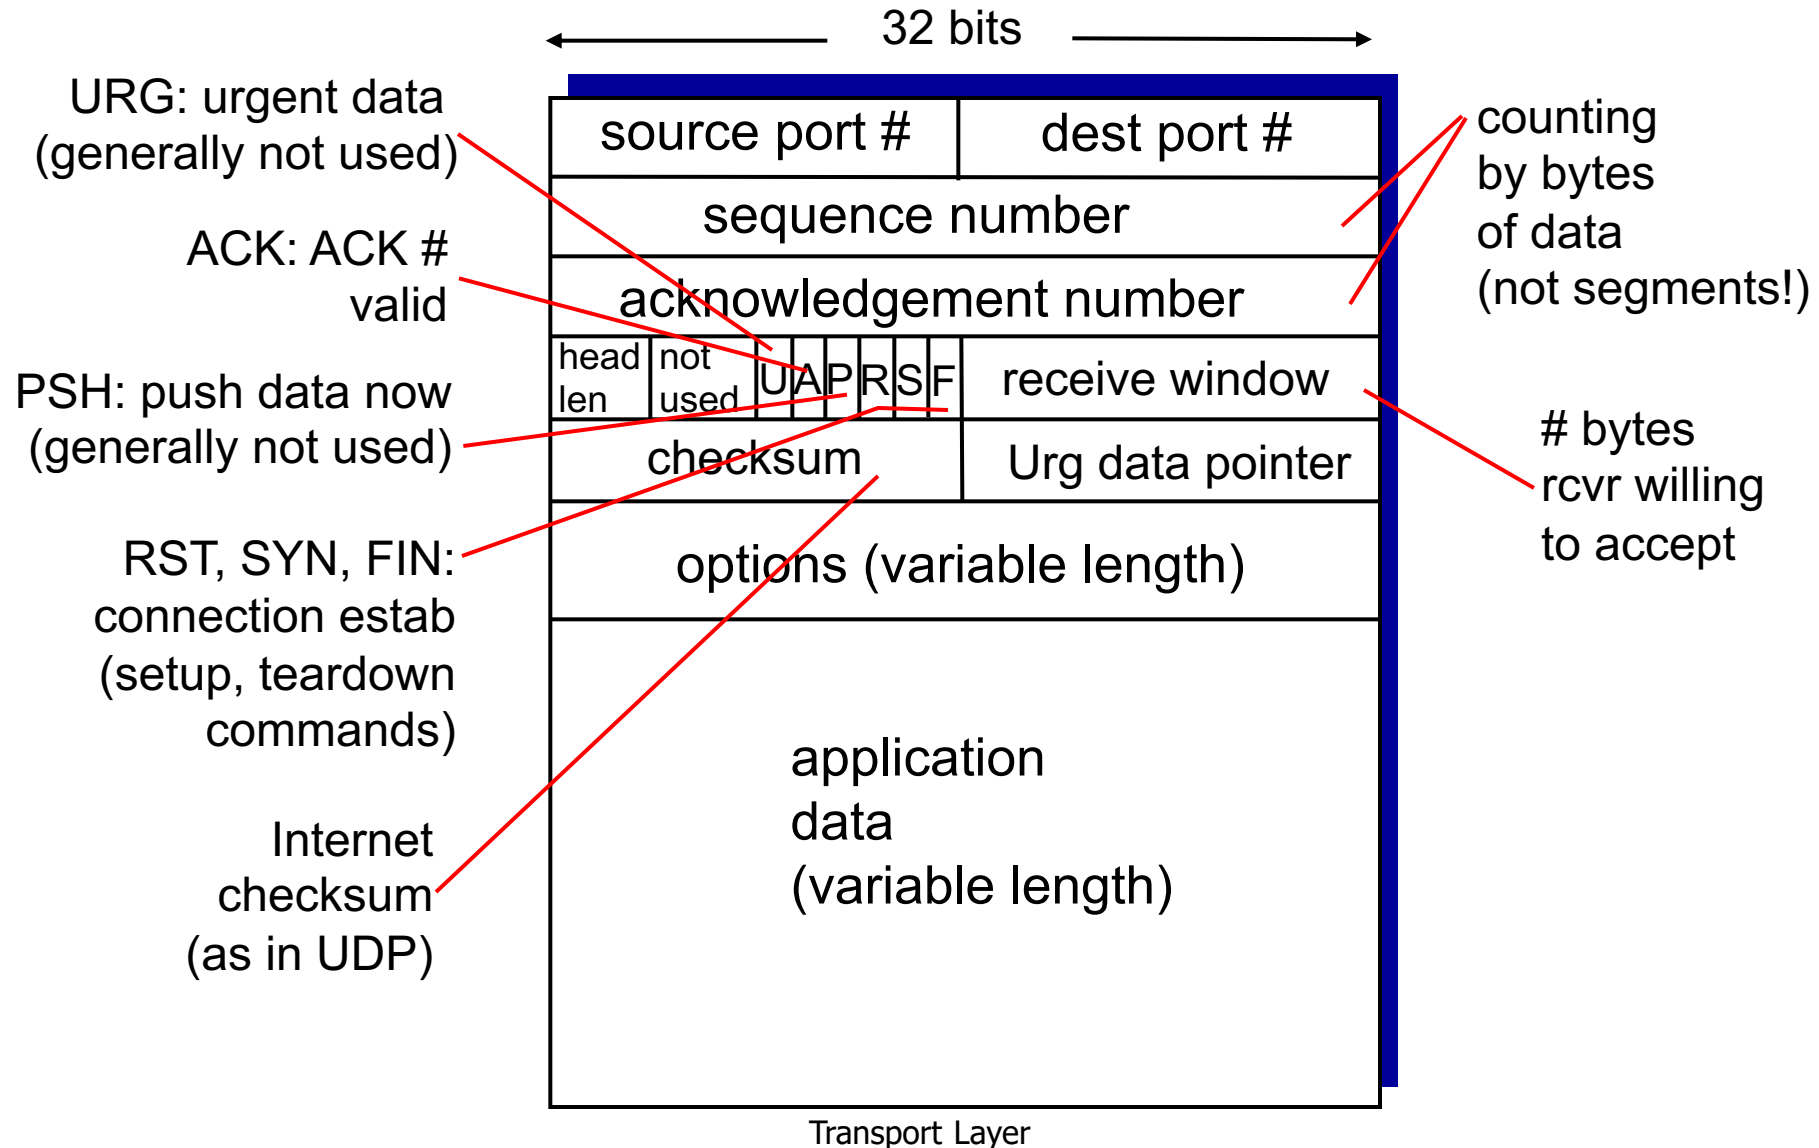 32 bits
URG: urgent data
(generally not used)
ACK: ACK #
valid
PSH: push data now
(generally not used)
RST, SYN, FIN:
connection estab
(setup, teardown
commands)
Internet
checksum
(as in UDP)
source port #
dest port #
sequence number
acknowledgement number
head
len
not
used
U
A
P
R
S
F
receive window
checksum
Urg data pointer
options (variable length)
application
data
(variable length)
counting
by bytes
of data
(not segments!)
# bytes
rcvr willing
to accept
Transport Layer